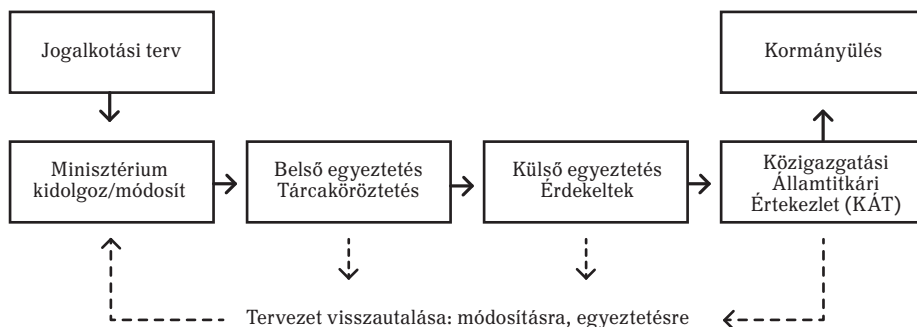 Jogalkotási terv
Kormányülés
Minisztérium
kidolgoz/módosít
Belső egyeztetés
Tárcaköröztetés
Külső egyeztetés
Érdekeltek
Közigazgatási
Államtitkári
Értekezlet (KÁT)
Tervezet visszautalása: módosításra, egyeztetésre